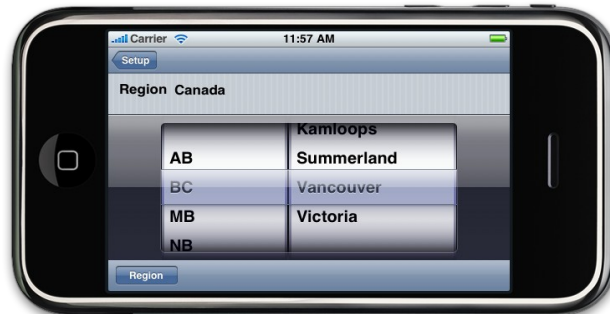 Carrier 11:57 AM
Setup
Region Canada
Kamloops
AB Summerland
BC Vancouver
MB Victoria
NB
Region